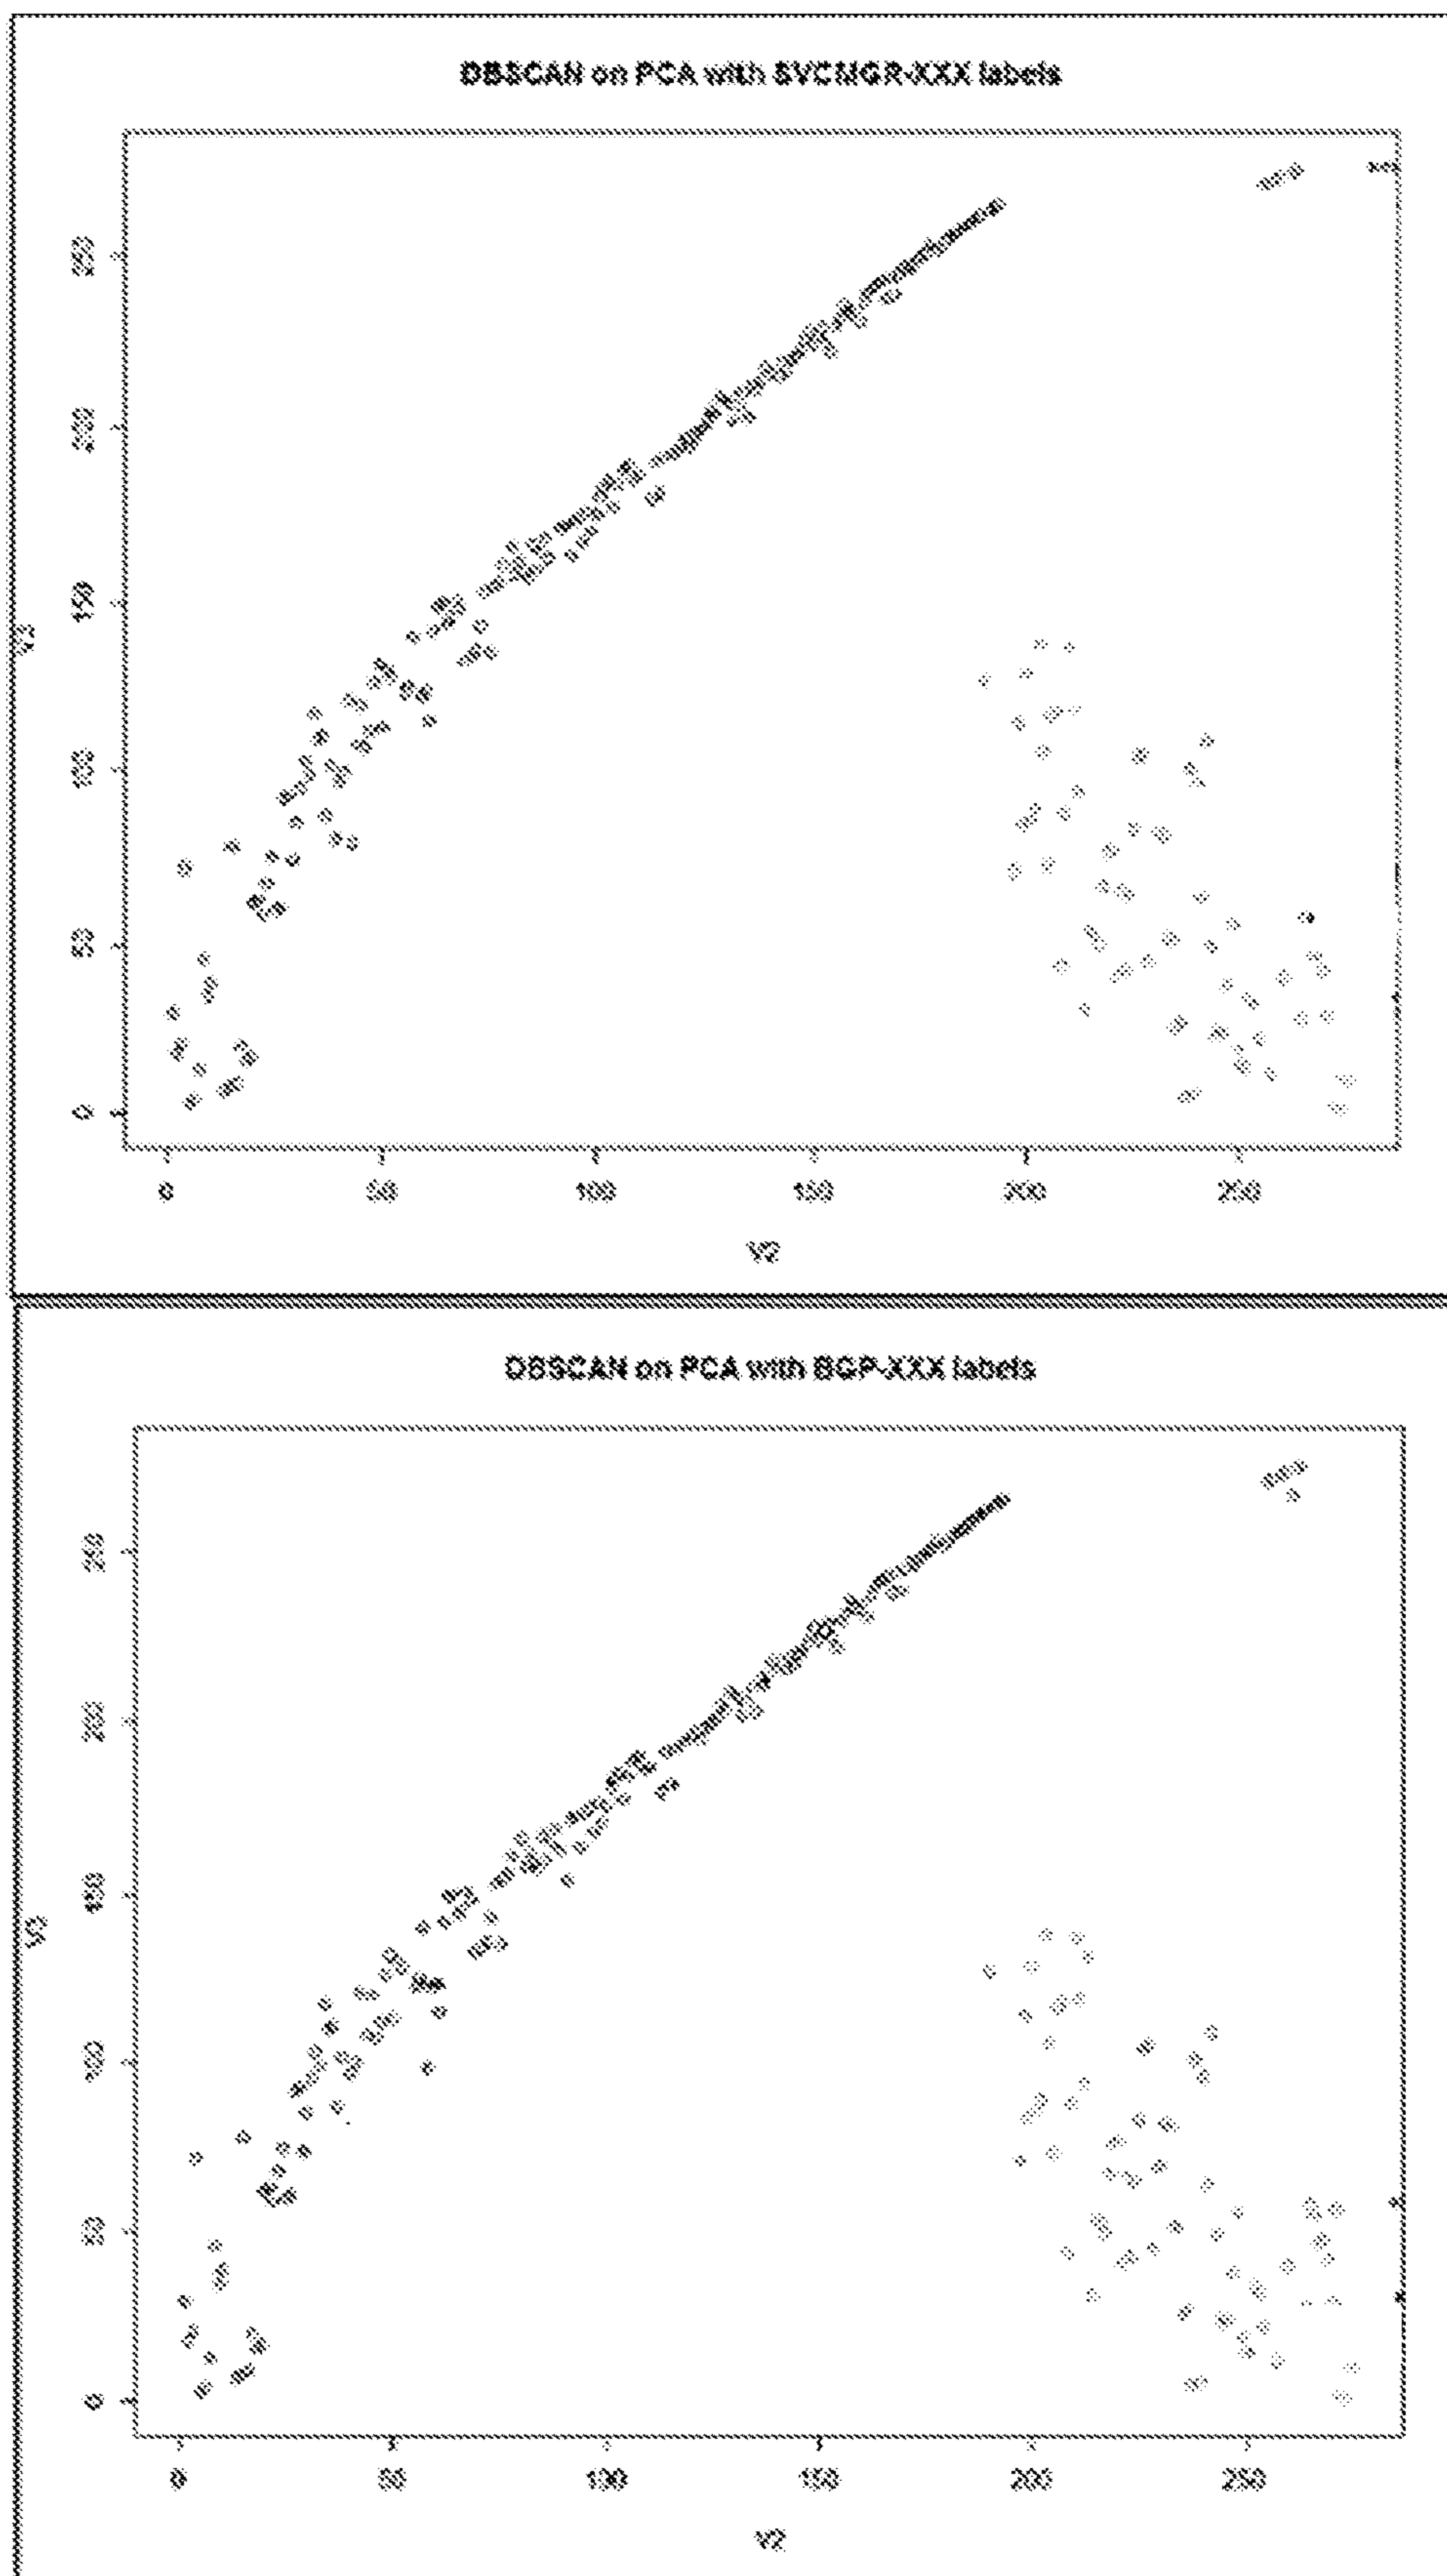 DBSCAN on PCA with SVCMGR-XXX labels
250
200
150
100
50
0
V3
0 50 100 150 200 250
V2
DBSCAN on PCA with BGP-XXX labels
250
200
150
100
50
0
V3
0 50 100 150 200 250
V2